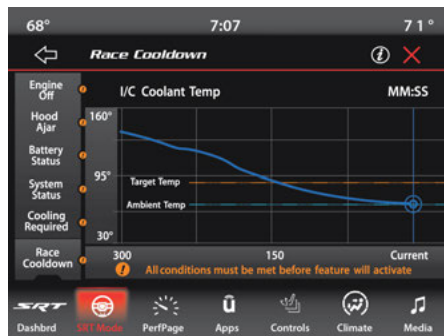 68° 7:07 71°
Race Cooldown i
Engine
Off
Hood
Ajar
Battery
Status
System
Status
Cooling
Required
Race
Cooldown
I/C Coolant Temp MM:SS
160°
95°
30°
Target Temp
Ambient Temp
300 150 Current
! All conditions must be met before feature will activate
SRT
Dashbrd
SRT Mode
PerfPage
û
Apps
Controls
Climate
Media